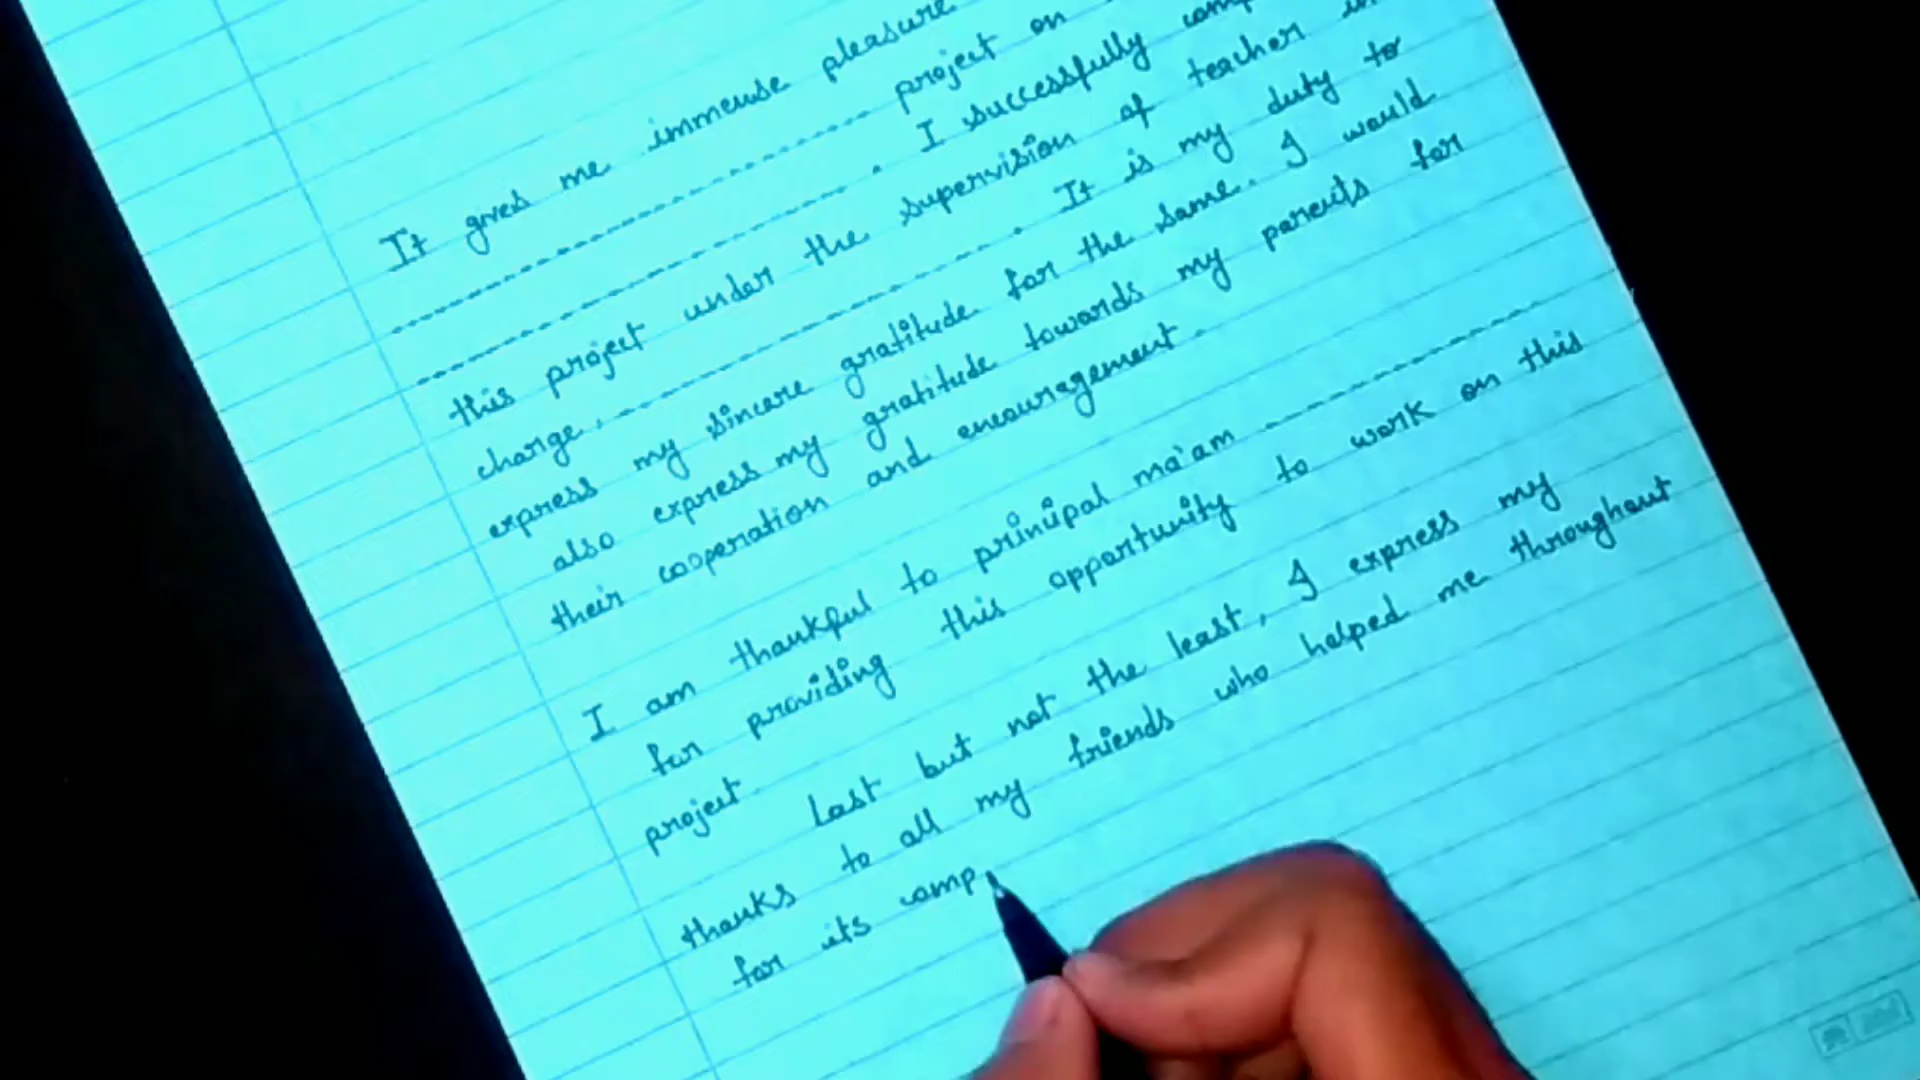 It gives me immense pleasure
------------------ project on
------------------. I successfully comp
this project under the supervision of teacher in
charge, ------------------. It is my duty to
express my sincere gratitude for the same. I would
also express my gratitude towards my parents for
their cooperation and encouragement.
I am thankful to principal ma'am ------------------
for providing this opportunity to work on this
project.
Last but not the least, I express my
thanks to all my friends who helped me throughout
for its comp